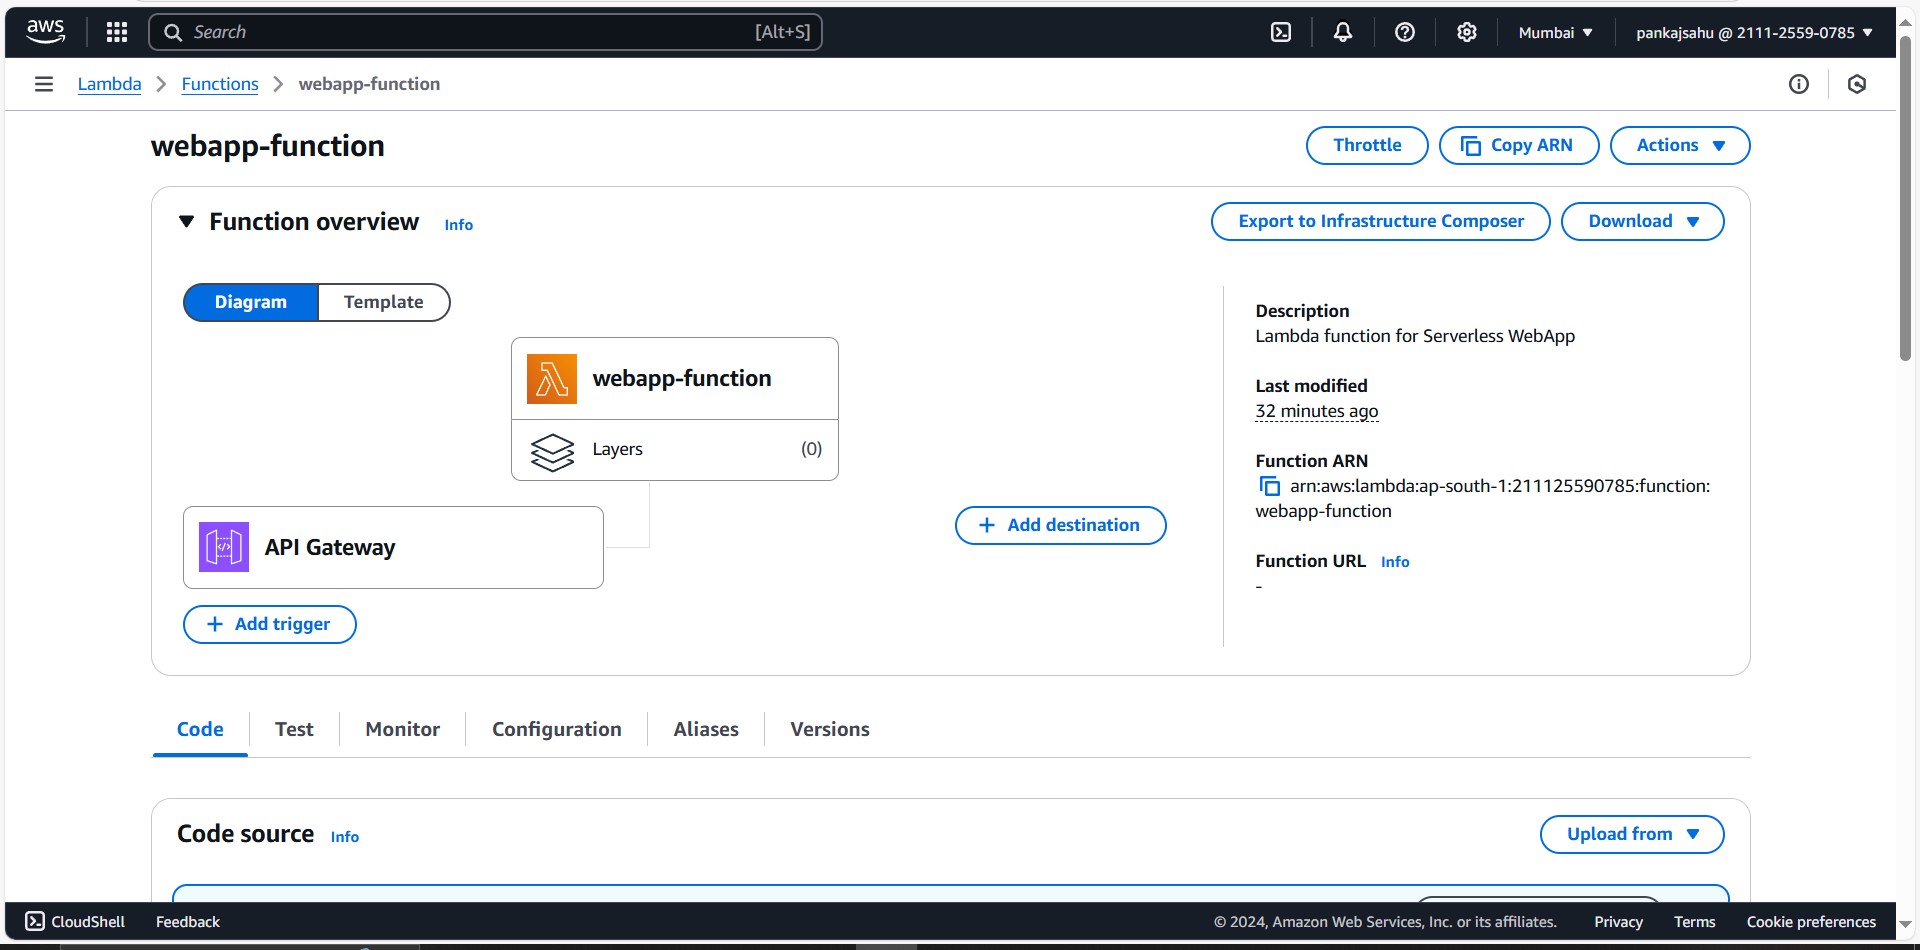 aws
Search [Alt+S]
Mumbai ▼
pankajsahu @ 2111-2559-0785 ▼
Lambda > Functions > webapp-function
webapp-function
Throttle
Copy ARN
Actions ▼
Function overview Info
Export to Infrastructure Composer
Download ▼
Diagram
Template
webapp-function
Layers (0)
API Gateway
+ Add trigger
+ Add destination
Description
Lambda function for Serverless WebApp
Last modified
32 minutes ago
Function ARN
arn:aws:lambda:ap-south-1:211125590785:function:
webapp-function
Function URL Info
-
Code
Test
Monitor
Configuration
Aliases
Versions
Code source Info
Upload from ▼
CloudShell
Feedback
© 2024, Amazon Web Services, Inc. or its affiliates.
Privacy
Terms
Cookie preferences